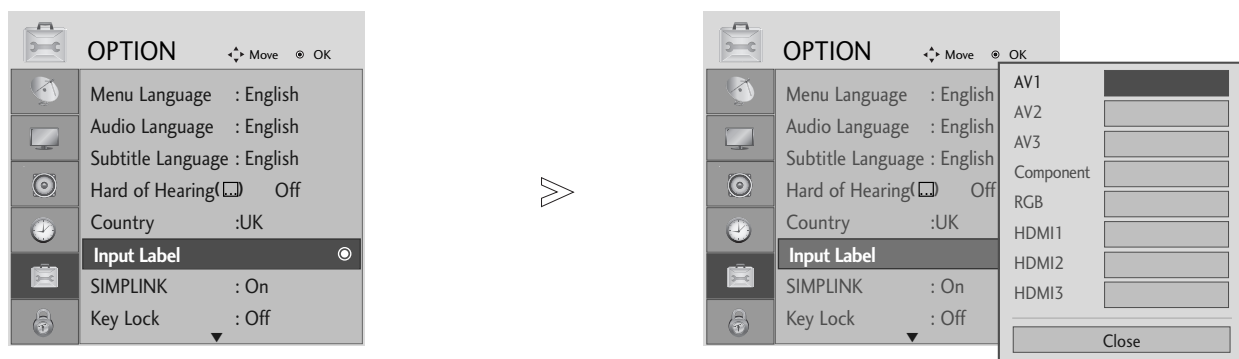 OPTION Move OK
Menu Language : English
Audio Language : English
Subtitle Language : English
Hard of Hearing( ) Off
Country :UK
Input Label
SIMPLINK : On
Key Lock : Off
OPTION Move OK
Menu Language : English
Audio Language : English
Subtitle Language : English
Hard of Hearing( ) Off
Country :UK
Input Label
SIMPLINK : On
Key Lock : Off
AV1
AV2
AV3
Component
RGB
HDMI1
HDMI2
HDMI3
Close